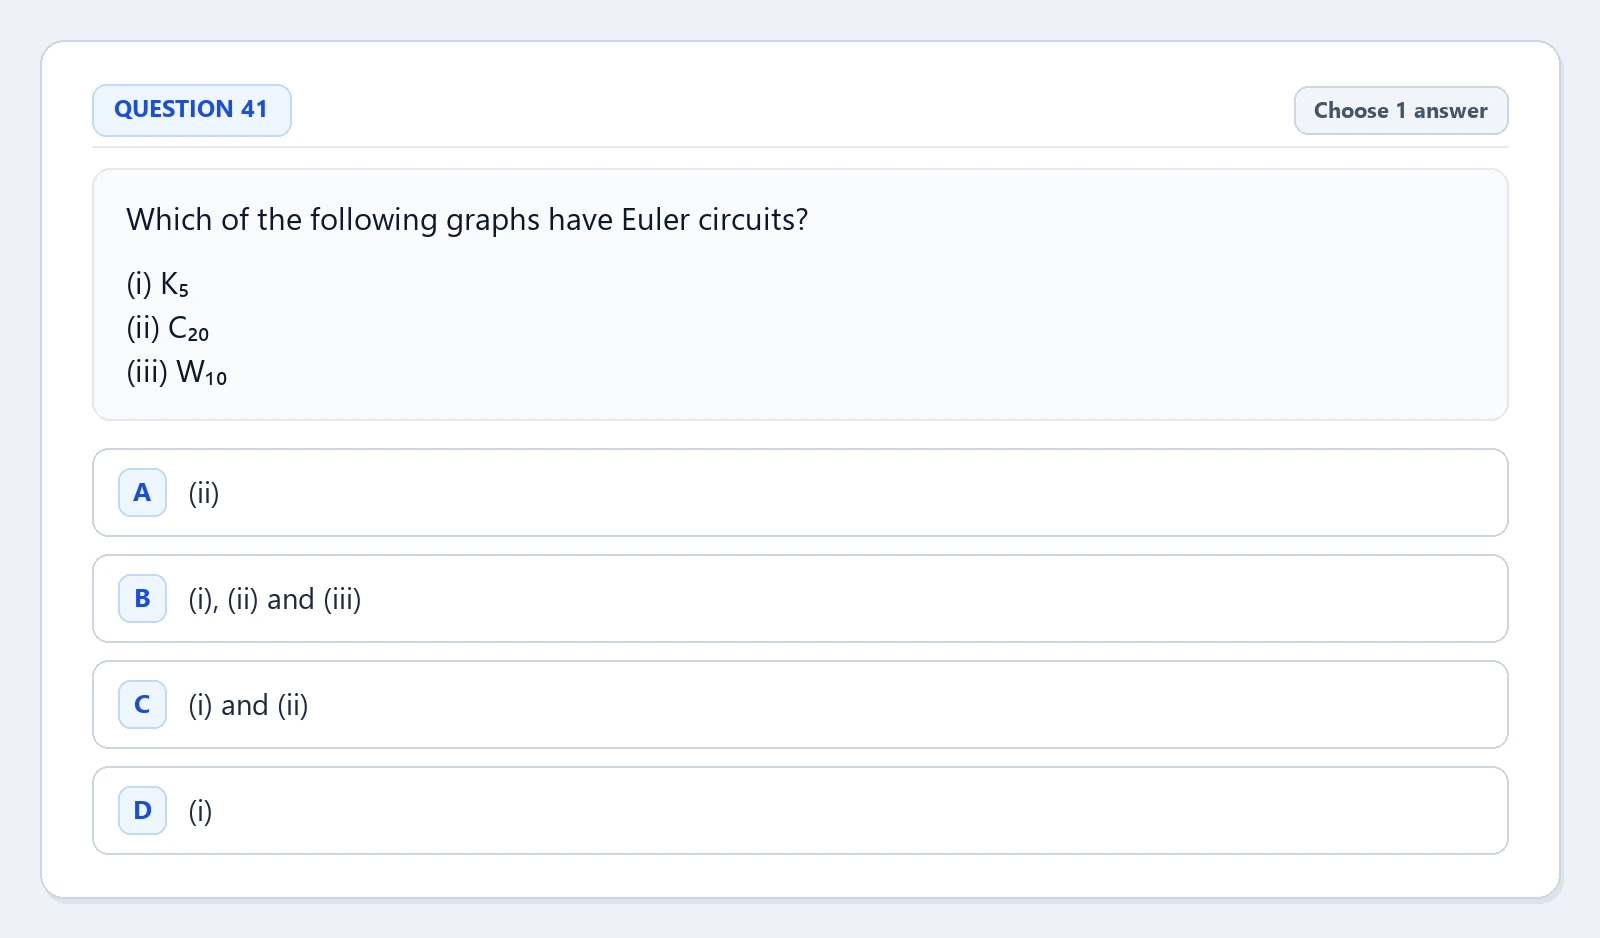 QUESTION 41
Choose 1 answer
Which of the following graphs have Euler circuits?
(i) K₅
(ii) C₂₀
(iii) W₁₀
A (ii)
B (i), (ii) and (iii)
C (i) and (ii)
D (i)